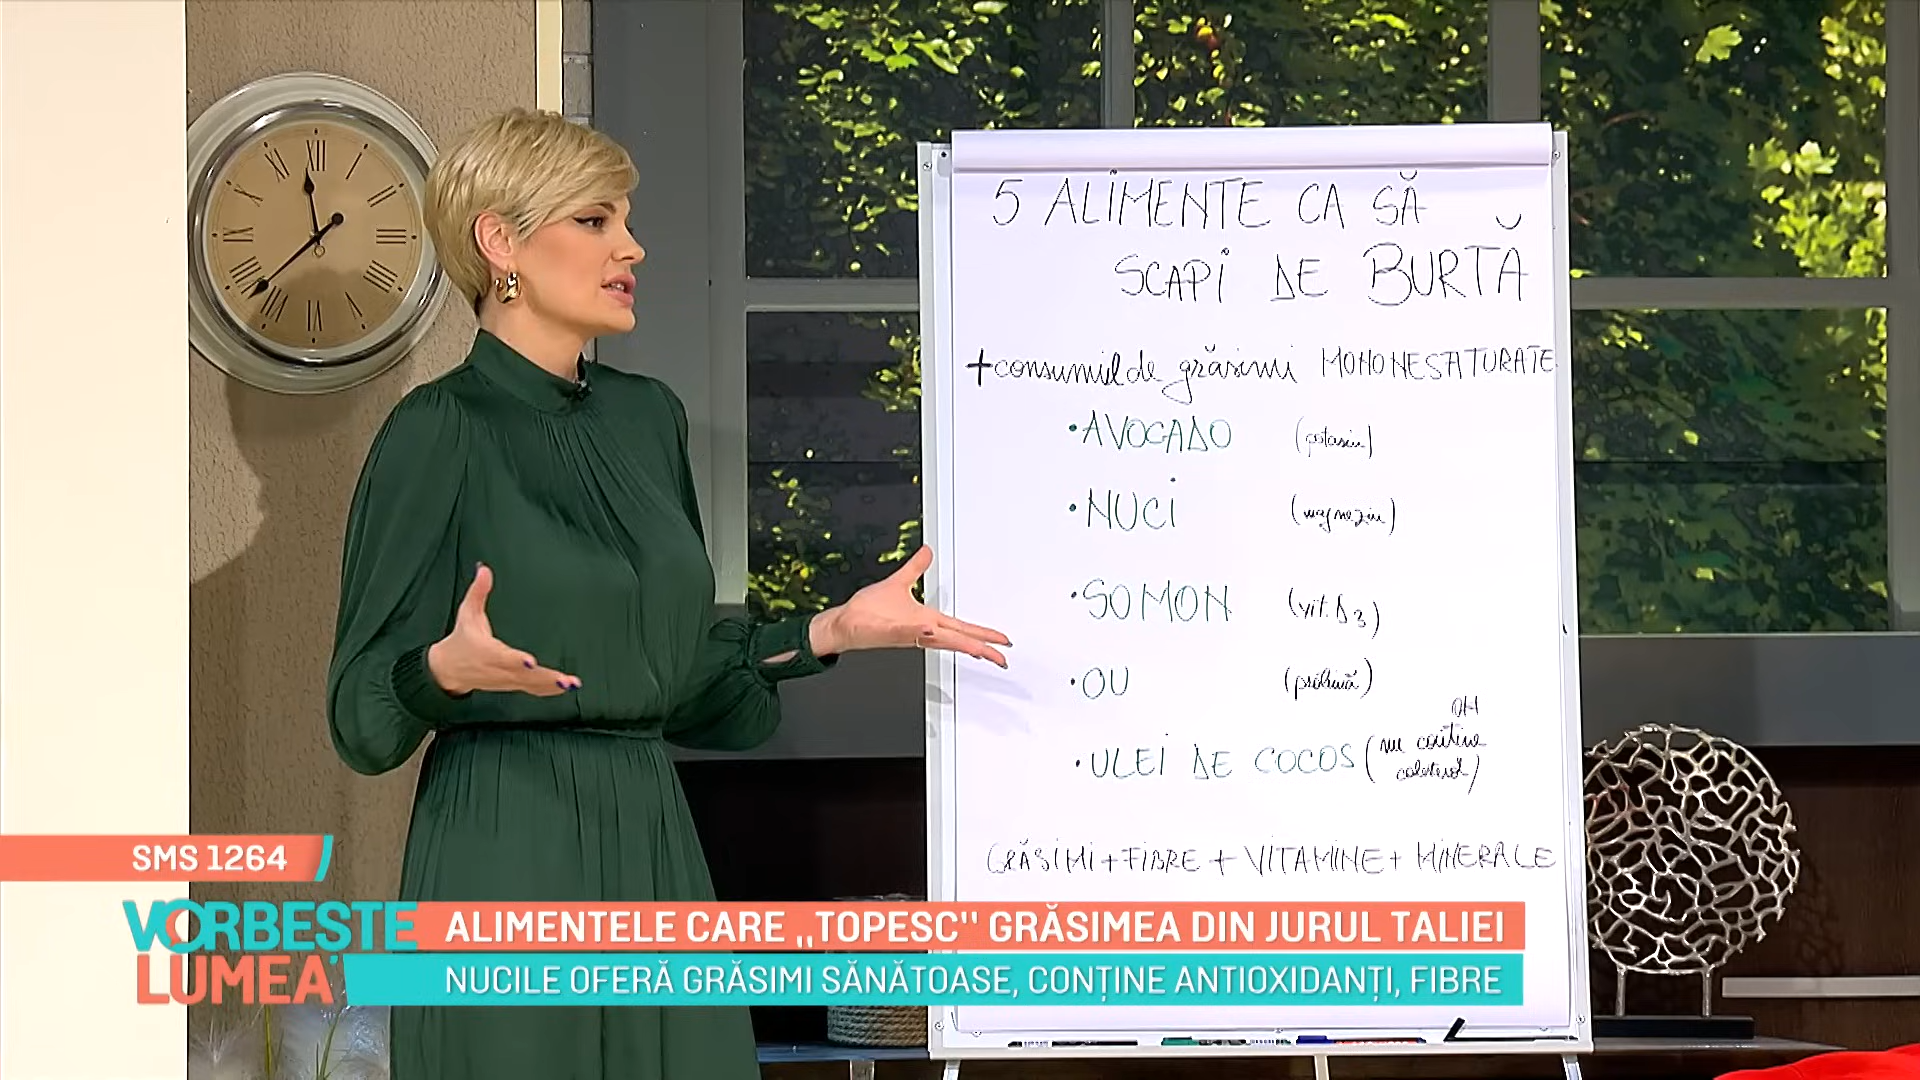 XII
5 ALIMENTE CA SĂ
SCAPI DE BURTĂ
+ consumul de grăsimi MONONESATURATE
• AVOCADO (potasiu)
• NUCI (magneziu)
• SOMON (vit. D3)
• OU (proteină)
• ULEI DE COCOS (nu conține
colesterol)
GRĂSIMI + FIBRE + VITAMINE + MINERALE
SMS 1264
VORBEȘTE
LUMEA
ALIMENTELE CARE ,,TOPESC" GRĂSIMEA DIN JURUL TALIEI
NUCILE OFERĂ GRĂSIMI SĂNĂTOASE, CONȚINE ANTIOXIDANȚI, FIBRE